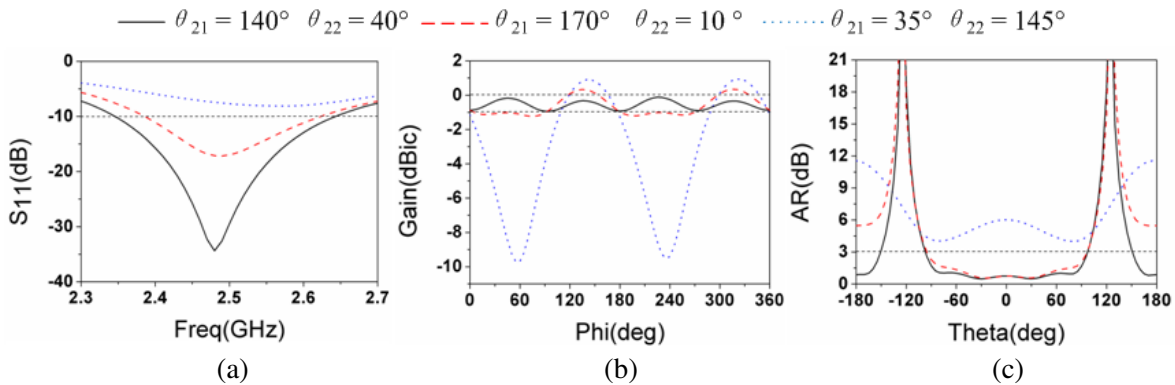 θ21 = 140° θ22 = 40° θ21 = 170° θ22 = 10 ° θ21 = 35° θ22 = 145°
0
-10
-20
-30
-40
2.3 2.4 2.5 2.6 2.7
S11(dB)
Freq(GHz)
(a)
2
0
-2
-4
-6
-8
-10
0 60 120 180 240 300 360
Gain(dBic)
Phi(deg)
(b)
21
18
15
12
9
6
3
0
-180 -120 -60 0 60 120 180
AR(dB)
Theta(deg)
(c)